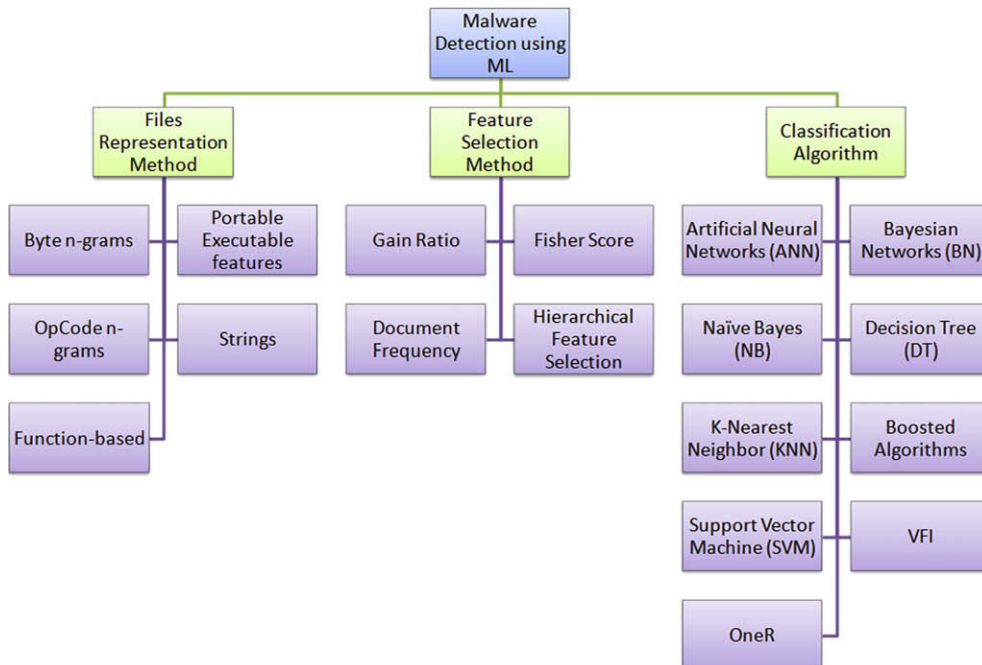 Malware
Detection using
ML
Files
Representation
Method
Feature
Selection
Method
Classification
Algorithm
Byte n-grams
Portable
Executable
features
OpCode n-
grams
Strings
Function-based
Gain Ratio
Fisher Score
Document
Frequency
Hierarchical
Feature
Selection
Artificial Neural
Networks (ANN)
Bayesian
Networks (BN)
Naïve Bayes
(NB)
Decision Tree
(DT)
K-Nearest
Neighbor (KNN)
Boosted
Algorithms
Support Vector
Machine (SVM)
VFI
OneR